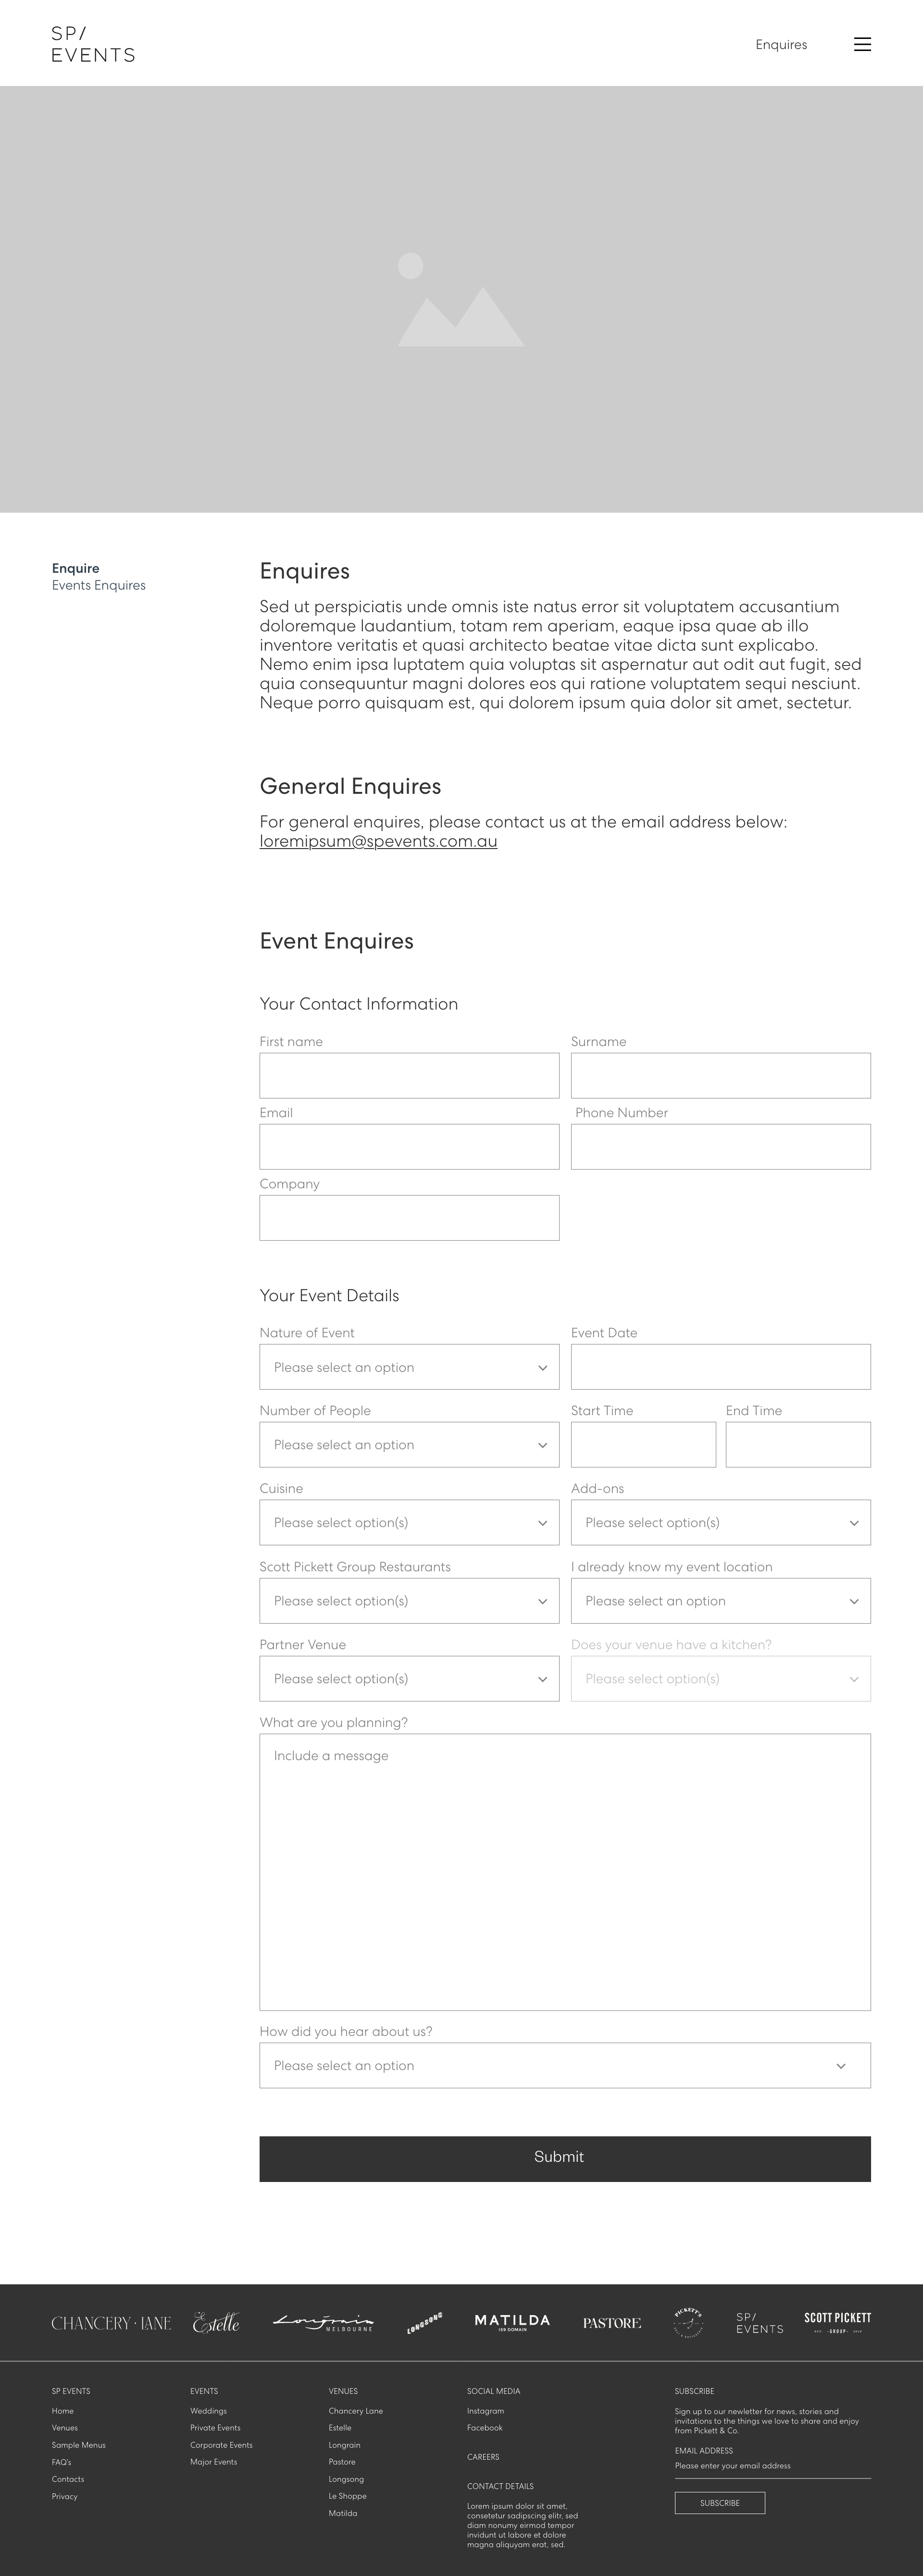 SP/
EVENTS
Enquires
Enquire
Events Enquires
Enquires
Sed ut perspiciatis unde omnis iste natus error sit voluptatem accusantium
doloremque laudantium, totam rem aperiam, eaque ipsa quae ab illo
inventore veritatis et quasi architecto beatae vitae dicta sunt explicabo.
Nemo enim ipsa luptatem quia voluptas sit aspernatur aut odit aut fugit, sed
quia consequuntur magni dolores eos qui ratione voluptatem sequi nesciunt.
Neque porro quisquam est, qui dolorem ipsum quia dolor sit amet, sectetur.
General Enquires
For general enquires, please contact us at the email address below:
loremipsum@spevents.com.au
Event Enquires
Your Contact Information
First name
Surname
Email
Phone Number
Company
Your Event Details
Nature of Event
Event Date
Please select an option
Number of People
Start Time
End Time
Please select an option
Cuisine
Add-ons
Please select option(s)
Please select option(s)
Scott Pickett Group Restaurants
I already know my event location
Please select option(s)
Please select an option
Partner Venue
Does your venue have a kitchen?
Please select option(s)
Please select option(s)
What are you planning?
Include a message
How did you hear about us?
Please select an option
Submit
CHANCERY · LANE
Estelle
Longrain
MELBOURNE
LONGSONG
MATILDA
159 DOMAIN
PASTORE
PICKETT'S
SP/
EVENTS
SCOTT PICKETT
GROUP
SP EVENTS
Home
Venues
Sample Menus
FAQ's
Contacts
Privacy
EVENTS
Weddings
Private Events
Corporate Events
Major Events
VENUES
Chancery Lane
Estelle
Longrain
Pastore
Longsong
Le Shoppe
Matilda
SOCIAL MEDIA
Instagram
Facebook
CAREERS
CONTACT DETAILS
Lorem ipsum dolor sit amet,
consetetur sadipscing elitr, sed
diam nonumy eirmod tempor
invidunt ut labore et dolore
magna aliquyam erat, sed.
SUBSCRIBE
Sign up to our newletter for news, stories and
invitations to the things we love to share and enjoy
from Pickett & Co.
EMAIL ADDRESS
Please enter your email address
SUBSCRIBE